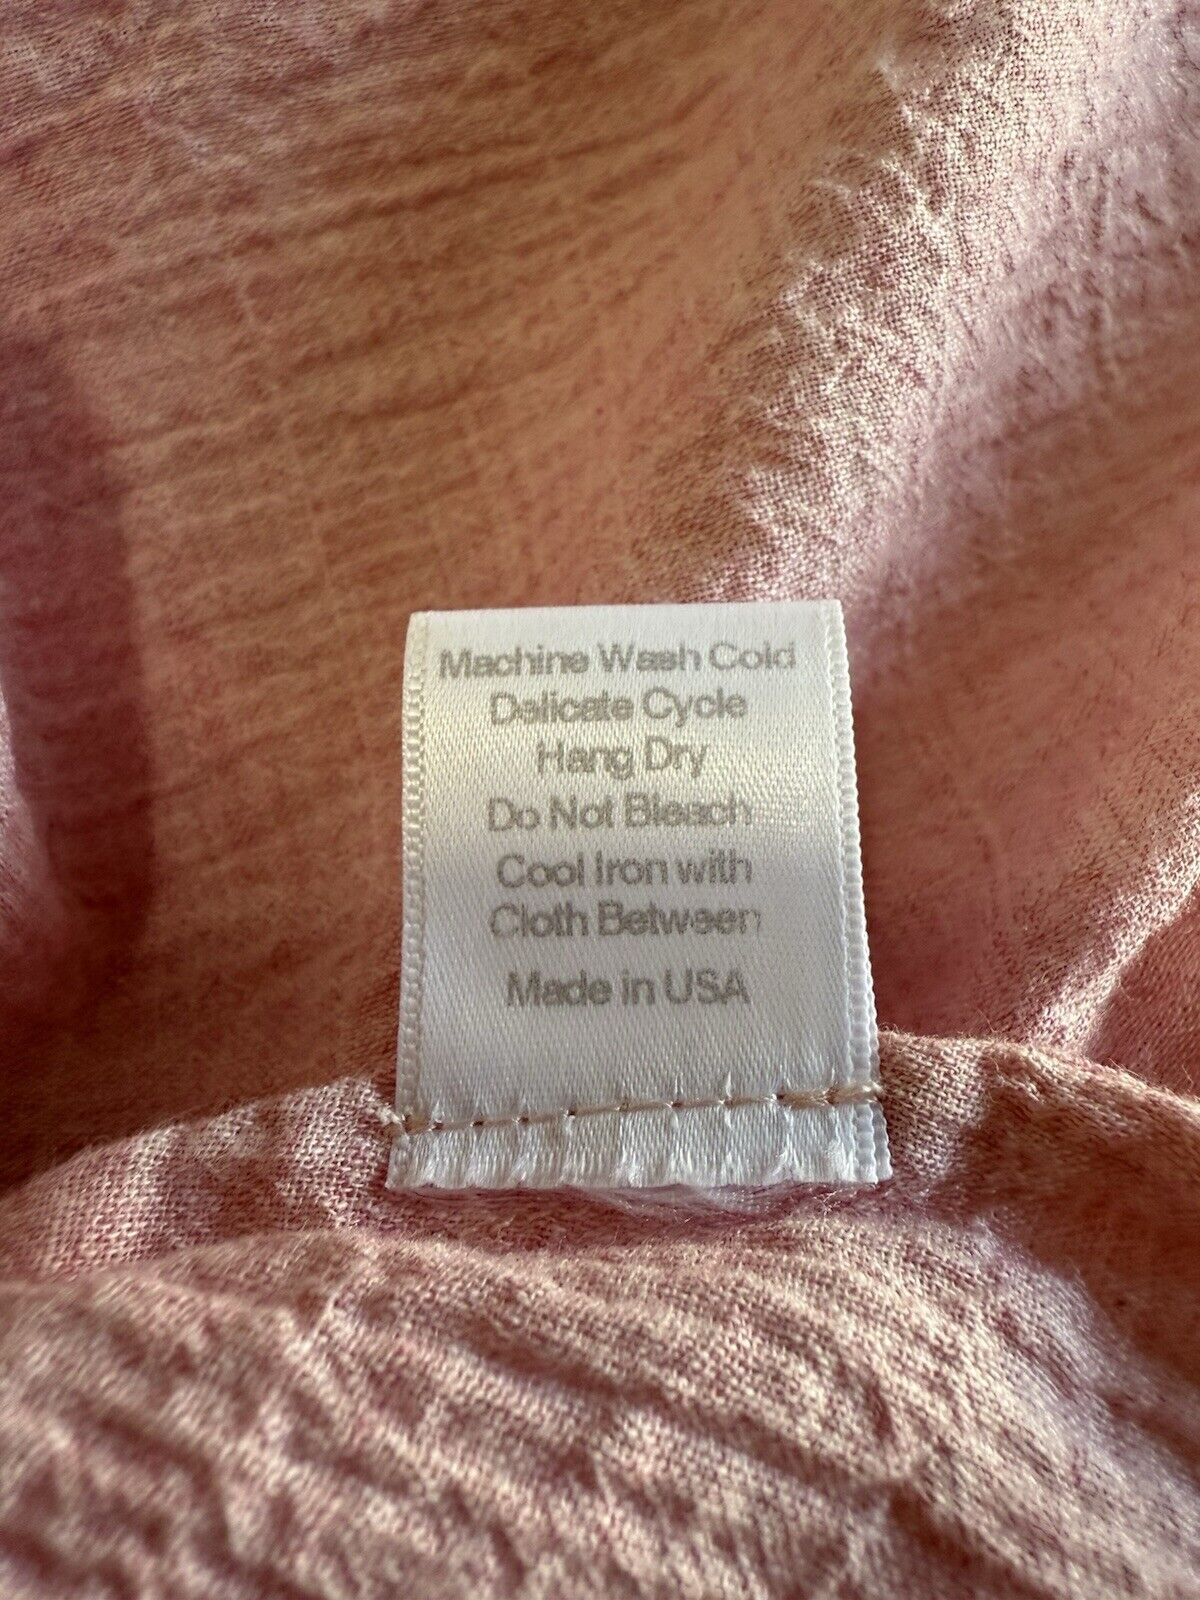 Machine Wash Cold
Delicate Cycle
Hang Dry
Do Not Bleach
Cool Iron with
Cloth Between
Made in USA